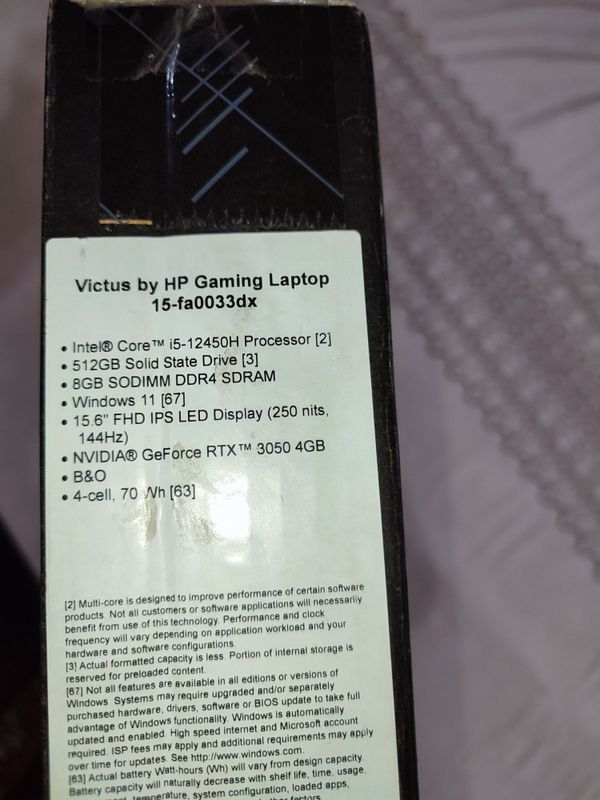 Victus by HP Gaming Laptop
15-fa0033dx
• Intel® Core™ i5-12450H Processor [2]
• 512GB Solid State Drive [3]
• 8GB SODIMM DDR4 SDRAM
• Windows 11 [67]
• 15.6" FHD IPS LED Display (250 nits,
144Hz)
• NVIDIA® GeForce RTX™ 3050 4GB
• B&O
• 4-cell, 70 Wh [63]
[2] Multi-core is designed to improve performance of certain software
products. Not all customers or software applications will necessarily
benefit from use of this technology. Performance and clock
frequency will vary depending on application workload and your
hardware and software configurations.
[3] Actual formatted capacity is less. Portion of internal storage is
reserved for preloaded content.
[67] Not all features are available in all editions or versions of
Windows. Systems may require upgraded and/or separately
purchased hardware, drivers, software or BIOS update to take full
advantage of Windows functionality. Windows is automatically
updated and enabled. High speed internet and Microsoft account
required. ISP fees may apply and additional requirements may apply
over time for updates. See http://www.windows.com.
[63] Actual battery Watt-hours (Wh) will vary from design capacity.
Battery capacity will naturally decrease with shelf life, time, usage,
temperature, system configuration, loaded apps,
other factors